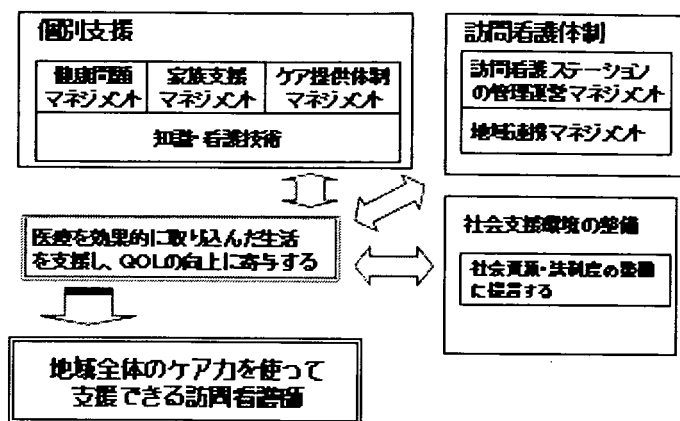 個別支援
健康問題
マネジメント
家族支援
マネジメント
ケア提供体制
マネジメント
知識・看護技術
訪問看護体制
訪問看護ステーション
の管理運営マネジメント
地域連携マネジメント
医療を効果的に取り込んだ生活
を支援し、QOLの向上に寄与する
社会支援環境の整備
社会資源・法制度の整備
に提言する
地域全体のケア力を使って
支援できる訪問看護師